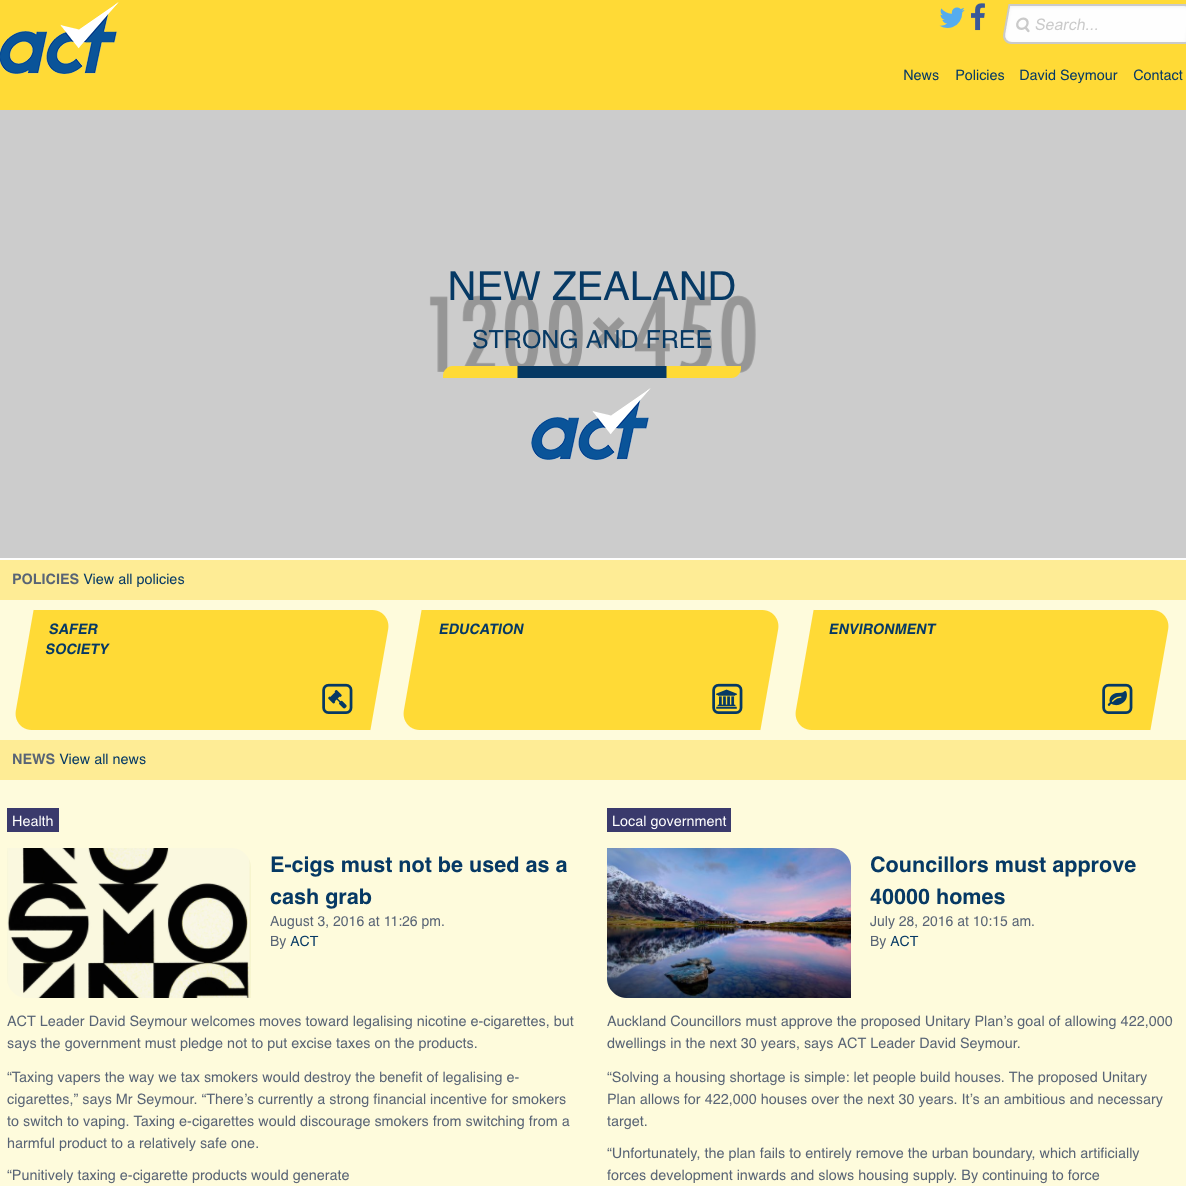 act
Search...
News Policies David Seymour Contact
1200×450
NEW ZEALAND
STRONG AND FREE
act
POLICIES View all policies
SAFER
SOCIETY
EDUCATION
ENVIRONMENT
NEWS View all news
Health
NO
SMO
KING
E-cigs must not be used as a
cash grab
August 3, 2016 at 11:26 pm.
By ACT
ACT Leader David Seymour welcomes moves toward legalising nicotine e-cigarettes, but
says the government must pledge not to put excise taxes on the products.
“Taxing vapers the way we tax smokers would destroy the benefit of legalising e-
cigarettes,” says Mr Seymour. “There’s currently a strong financial incentive for smokers
to switch to vaping. Taxing e-cigarettes would discourage smokers from switching from a
harmful product to a relatively safe one.
“Punitively taxing e-cigarette products would generate
Local government
Councillors must approve
40000 homes
July 28, 2016 at 10:15 am.
By ACT
Auckland Councillors must approve the proposed Unitary Plan’s goal of allowing 422,000
dwellings in the next 30 years, says ACT Leader David Seymour.
“Solving a housing shortage is simple: let people build houses. The proposed Unitary
Plan allows for 422,000 houses over the next 30 years. It’s an ambitious and necessary
target.
“Unfortunately, the plan fails to entirely remove the urban boundary, which artificially
forces development inwards and slows housing supply. By continuing to force